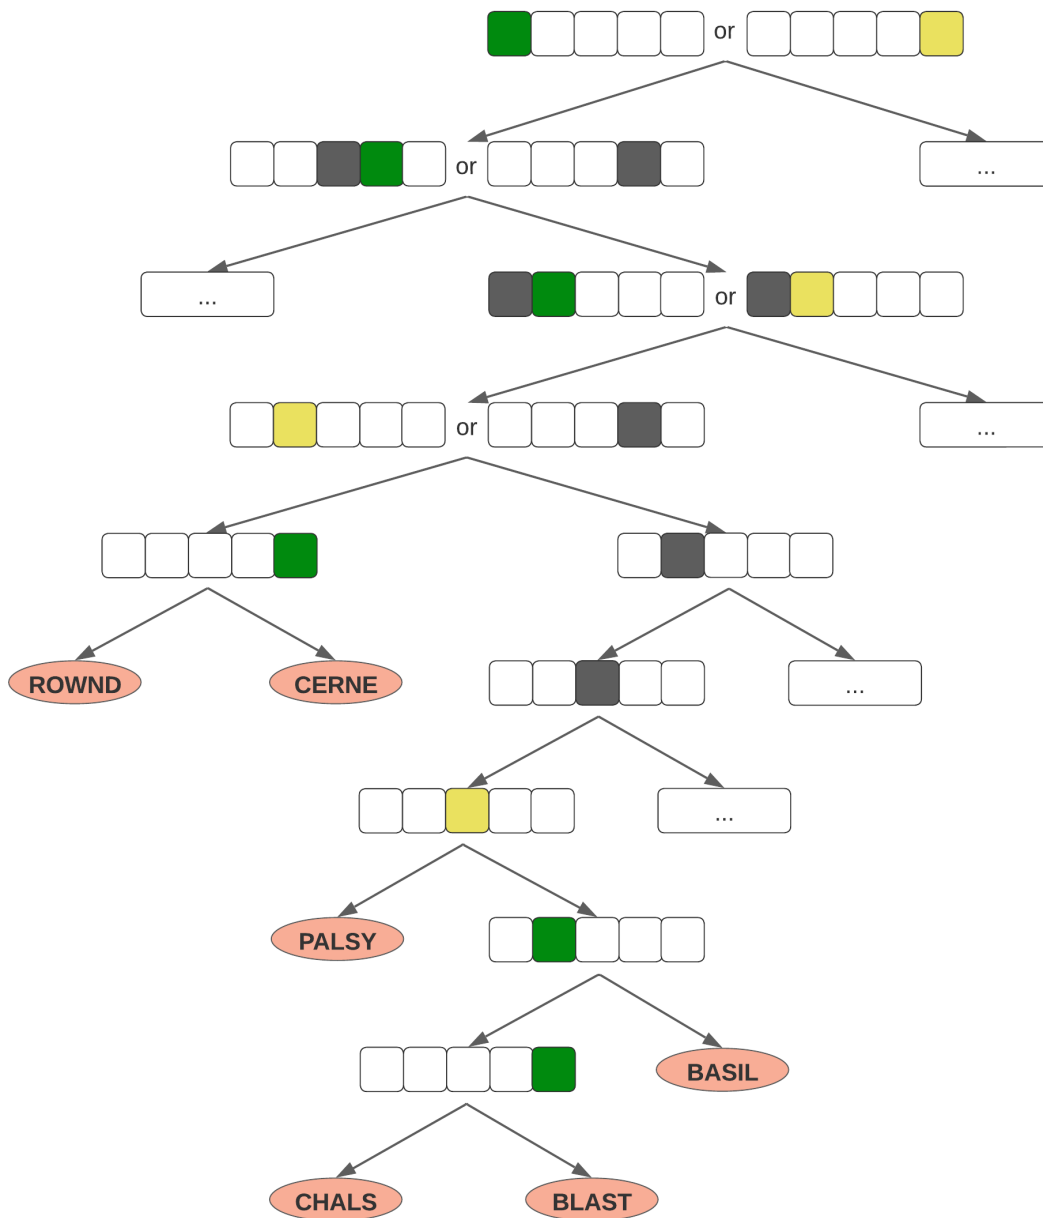 or
or
...
...
or
or
...
ROWND
CERNE
...
...
PALSY
BASIL
CHALS
BLAST